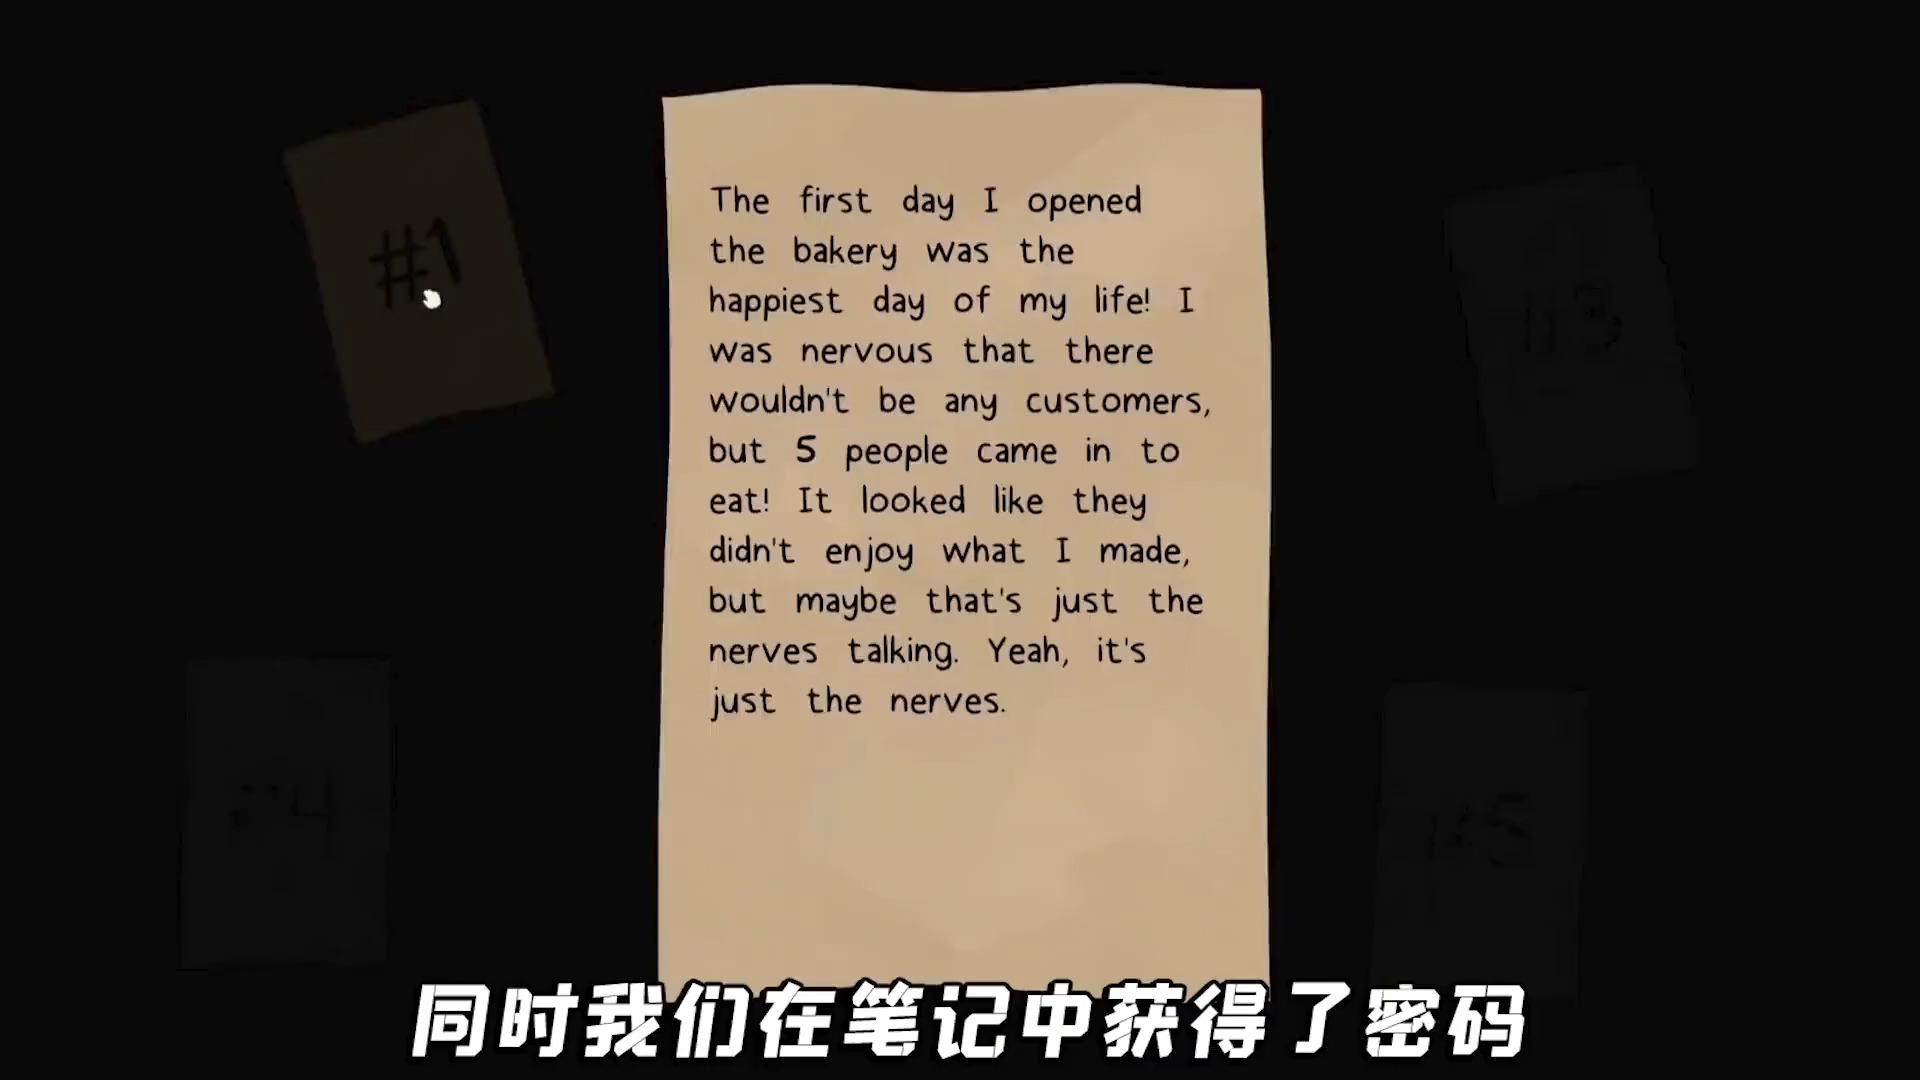 #1
The first day I opened
the bakery was the
happiest day of my life! I
was nervous that there
wouldn't be any customers,
but 5 people came in to
eat! It looked like they
didn't enjoy what I made,
but maybe that's just the
nerves talking. Yeah, it's
just the nerves.
#3
#4
#5
同时我们在笔记中获得了密码